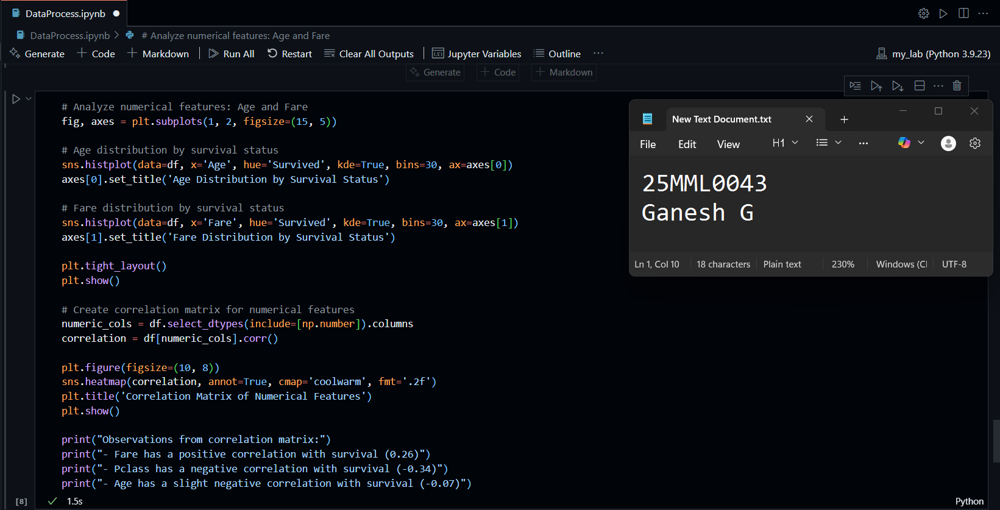 DataProcess.ipynb
DataProcess.ipynb > # Analyze numerical features: Age and Fare
Generate + Code + Markdown | Run All Restart Clear All Outputs | Jupyter Variables Outline ...
my_lab (Python 3.9.23)
Generate + Code + Markdown
# Analyze numerical features: Age and Fare
fig, axes = plt.subplots(1, 2, figsize=(15, 5))
# Age distribution by survival status
sns.histplot(data=df, x='Age', hue='Survived', kde=True, bins=30, ax=axes[0])
axes[0].set_title('Age Distribution by Survival Status')
# Fare distribution by survival status
sns.histplot(data=df, x='Fare', hue='Survived', kde=True, bins=30, ax=axes[1])
axes[1].set_title('Fare Distribution by Survival Status')
plt.tight_layout()
plt.show()
# Create correlation matrix for numerical features
numeric_cols = df.select_dtypes(include=[np.number]).columns
correlation = df[numeric_cols].corr()
plt.figure(figsize=(10, 8))
sns.heatmap(correlation, annot=True, cmap='coolwarm', fmt='.2f')
plt.title('Correlation Matrix of Numerical Features')
plt.show()
print("Observations from correlation matrix:")
print("- Fare has a positive correlation with survival (0.26)")
print("- Pclass has a negative correlation with survival (-0.34)")
print("- Age has a slight negative correlation with survival (-0.07)")
[8] 1.5s
Python
New Text Document.txt
File Edit View H1
25MML0043
Ganesh G
Ln 1, Col 10 18 characters Plain text 230% Windows (Cl UTF-8